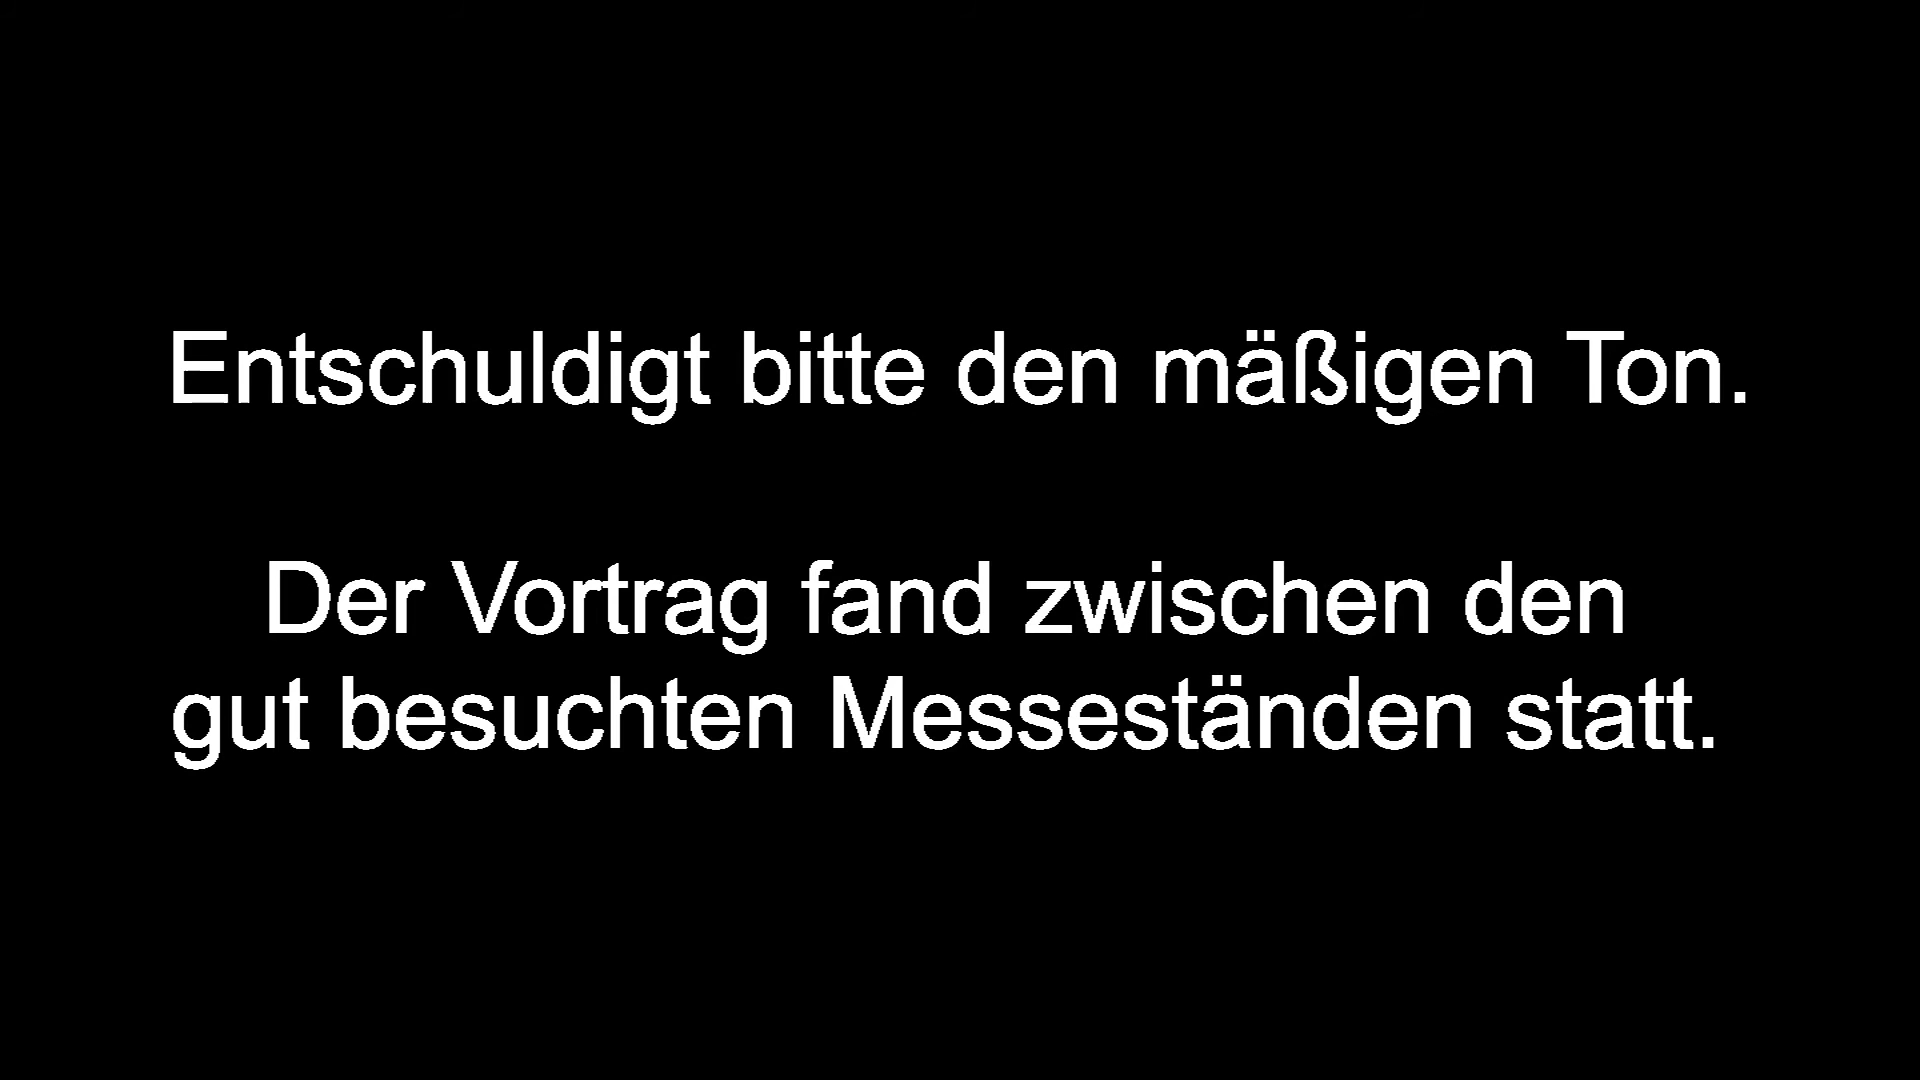 Entschuldigt bitte den mäßigen Ton.
Der Vortrag fand zwischen den
gut besuchten Messeständen statt.